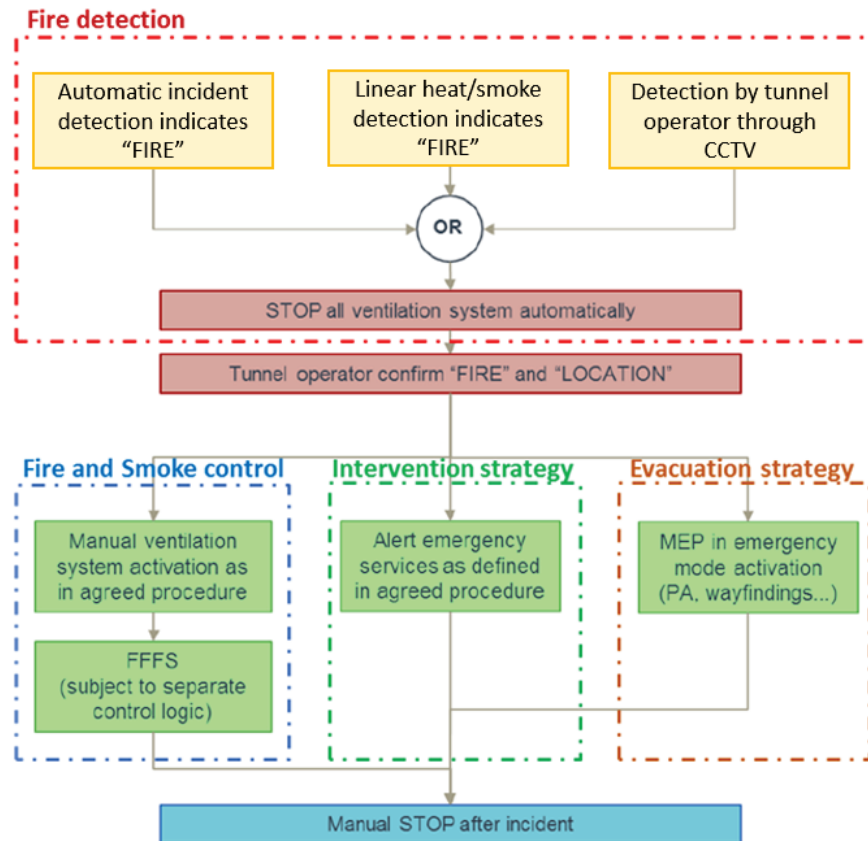 Fire detection
Automatic incident
detection indicates
“FIRE”
Linear heat/smoke
detection indicates
“FIRE”
Detection by tunnel
operator through
CCTV
OR
STOP all ventilation system automatically
Tunnel operator confirm “FIRE” and “LOCATION”
Fire and Smoke control
Intervention strategy
Evacuation strategy
Manual ventilation
system activation as
in agreed procedure
Alert emergency
services as defined
in agreed procedure
MEP in emergency
mode activation
(PA, wayfindings...)
FFFS
(subject to separate
control logic)
Manual STOP after incident